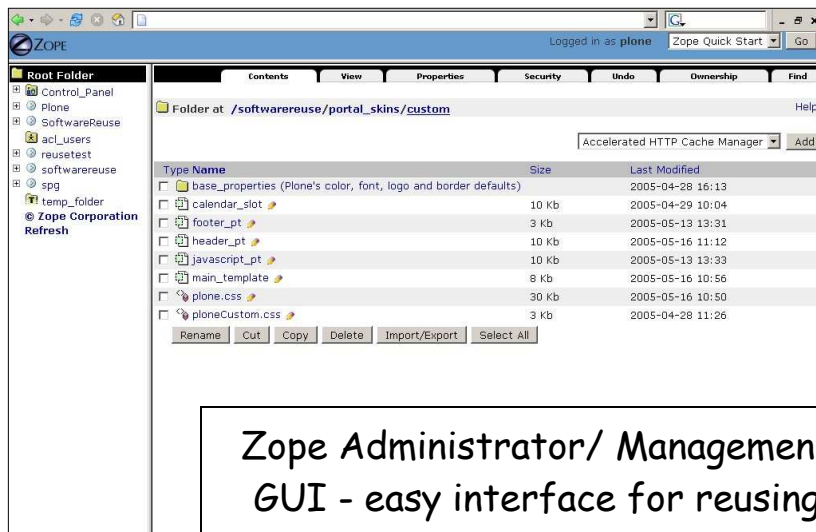 G
ZOPE
Logged in as plone Zope Quick Start Go
Root Folder
Control_Panel
Plone
SoftwareReuse
acl_users
reusetest
softwarereuse
spg
temp_folder
© Zope Corporation
Refresh
Contents View Properties Security Undo Ownership Find
Folder at /softwarereuse/portal_skins/custom Help
Accelerated HTTP Cache Manager Add
Type Name Size Last Modified
base_properties (Plone's color, font, logo and border defaults) 2005-04-28 16:13
calendar_slot 10 Kb 2005-04-29 10:04
footer_pt 3 Kb 2005-05-13 13:31
header_pt 10 Kb 2005-05-16 11:12
javascript_pt 10 Kb 2005-05-13 13:33
main_template 8 Kb 2005-05-16 10:56
plone.css 30 Kb 2005-05-16 10:50
ploneCustom.css 3 Kb 2005-04-28 11:26
Rename Cut Copy Delete Import/Export Select All
Zope Administrator/ Managemen
GUI - easy interface for reusing